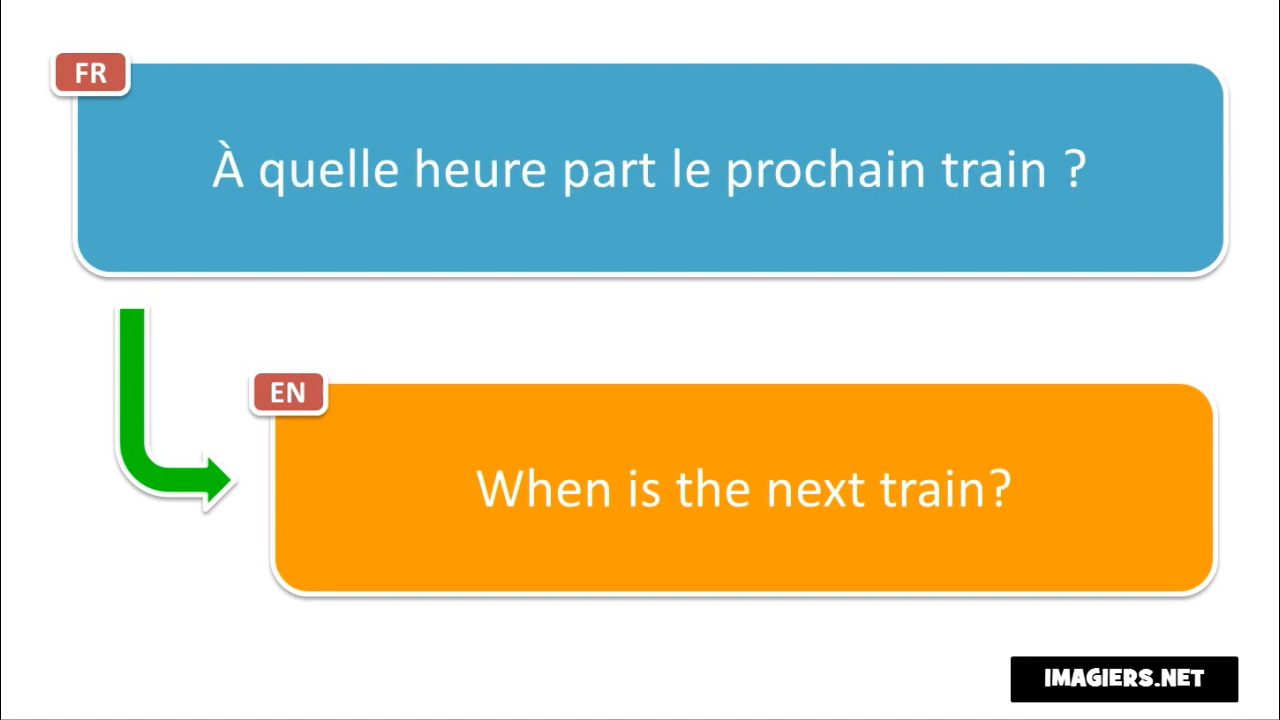 FR
À quelle heure part le prochain train ?
EN
When is the next train?
IMAGIERS.NET